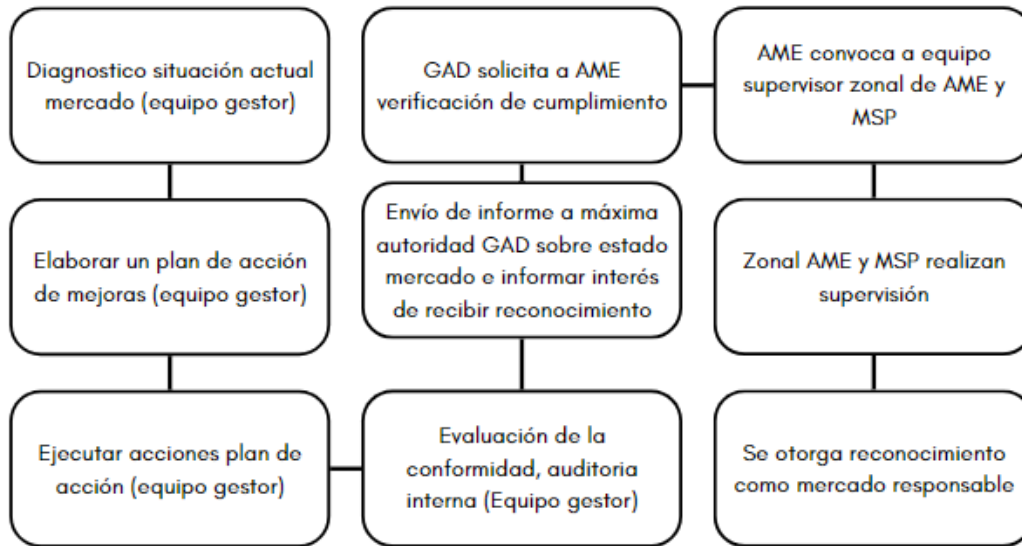 Diagnostico situación actual
mercado (equipo gestor)
Elaborar un plan de acción
de mejoras (equipo gestor)
Ejecutar acciones plan de
acción (equipo gestor)
Evaluación de la
conformidad, auditoria
interna (Equipo gestor)
Envío de informe a máxima
autoridad GAD sobre estado
mercado e informar interés
de recibir reconocimiento
GAD solicita a AME
verificación de cumplimiento
AME convoca a equipo
supervisor zonal de AME y
MSP
Zonal AME y MSP realizan
supervisión
Se otorga reconocimiento
como mercado responsable